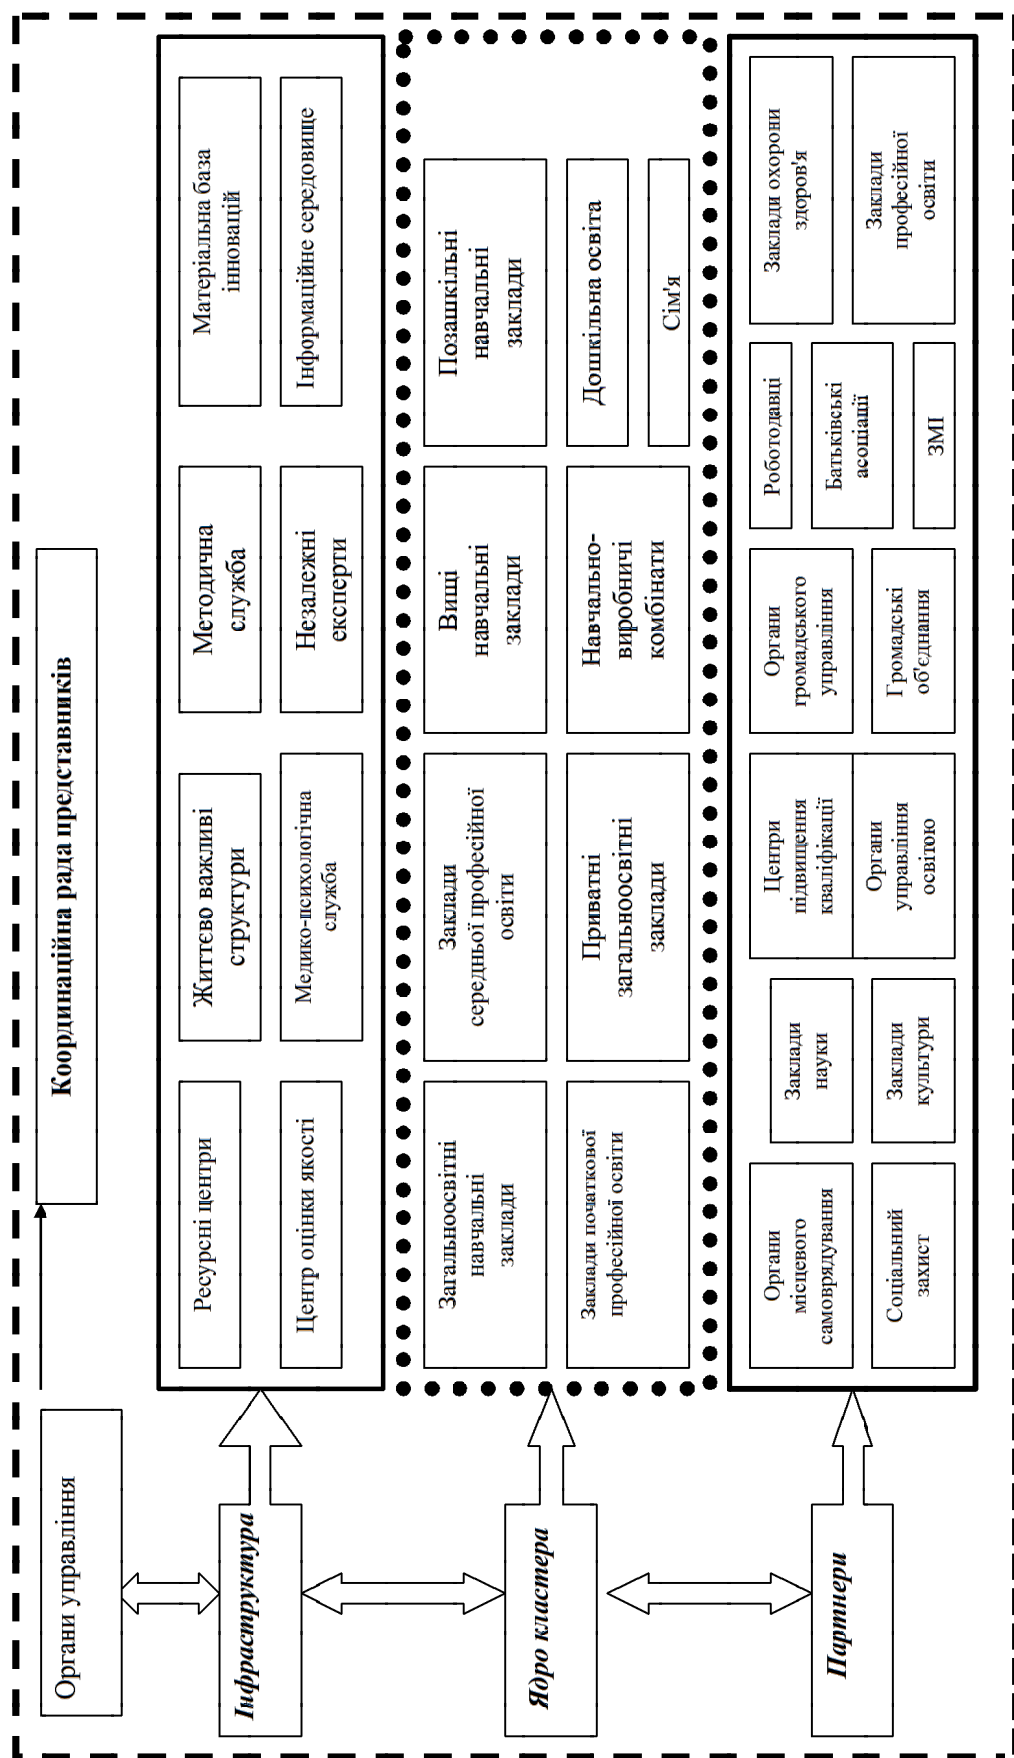 Органи управління
Координаційна рада представників
Інфраструктура
Ресурсні центри
Життєво важливі
структури
Методична
служба
Матеріальна база
інновацій
Центр оцінки якості
Медико-психологічна
служба
Незалежні
експерти
Інформаційне середовище
Ядро кластера
Загальноосвітні
навчальні
заклади
Заклади
середньої професійної
освіти
Вищі
навчальні
заклади
Позашкільні
навчальні
заклади
Заклади початкової
професійної освіти
Приватні
загальноосвітні
заклади
Навчально-
виробничі
комбінати
Дошкільна освіта
Сім'я
Партнери
Органи
місцевого
самоврядування
Заклади
науки
Центри
підвищення
кваліфікації
Органи
громадського
управління
Роботодавці
Заклади охорони
здоров'я
Батьківські
асоціації
Соціальний
захист
Заклади
культури
Органи
управління
освітою
Громадські
об'єднання
ЗМІ
Заклади
професійної
освіти